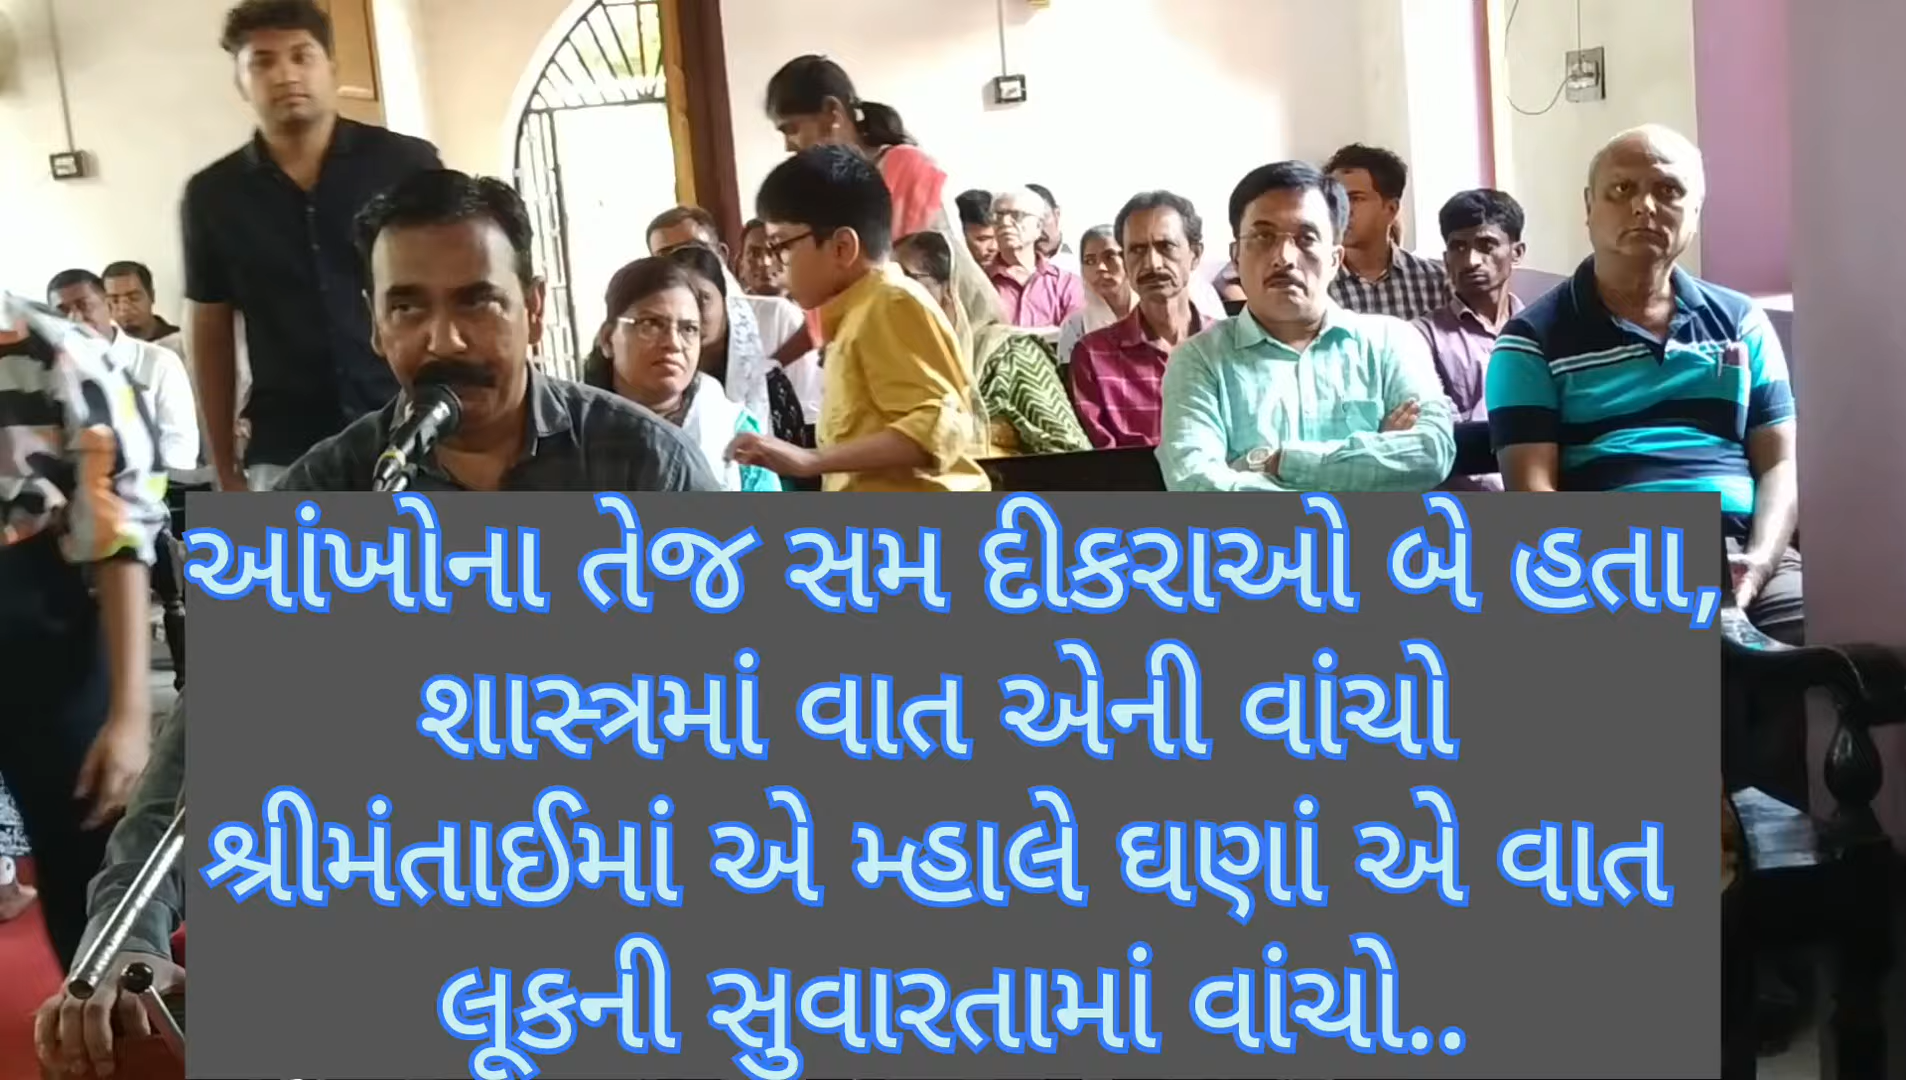 આંખોના તેજ સમ દીકરાઓ બે હતા,
શાસ્ત્રમાં વાત એની વાંચો
શ્રીમંતાઈમાં એ મ્હાલે ઘણાં એ વાત
લૂકની સુવારતામાં વાંચો..